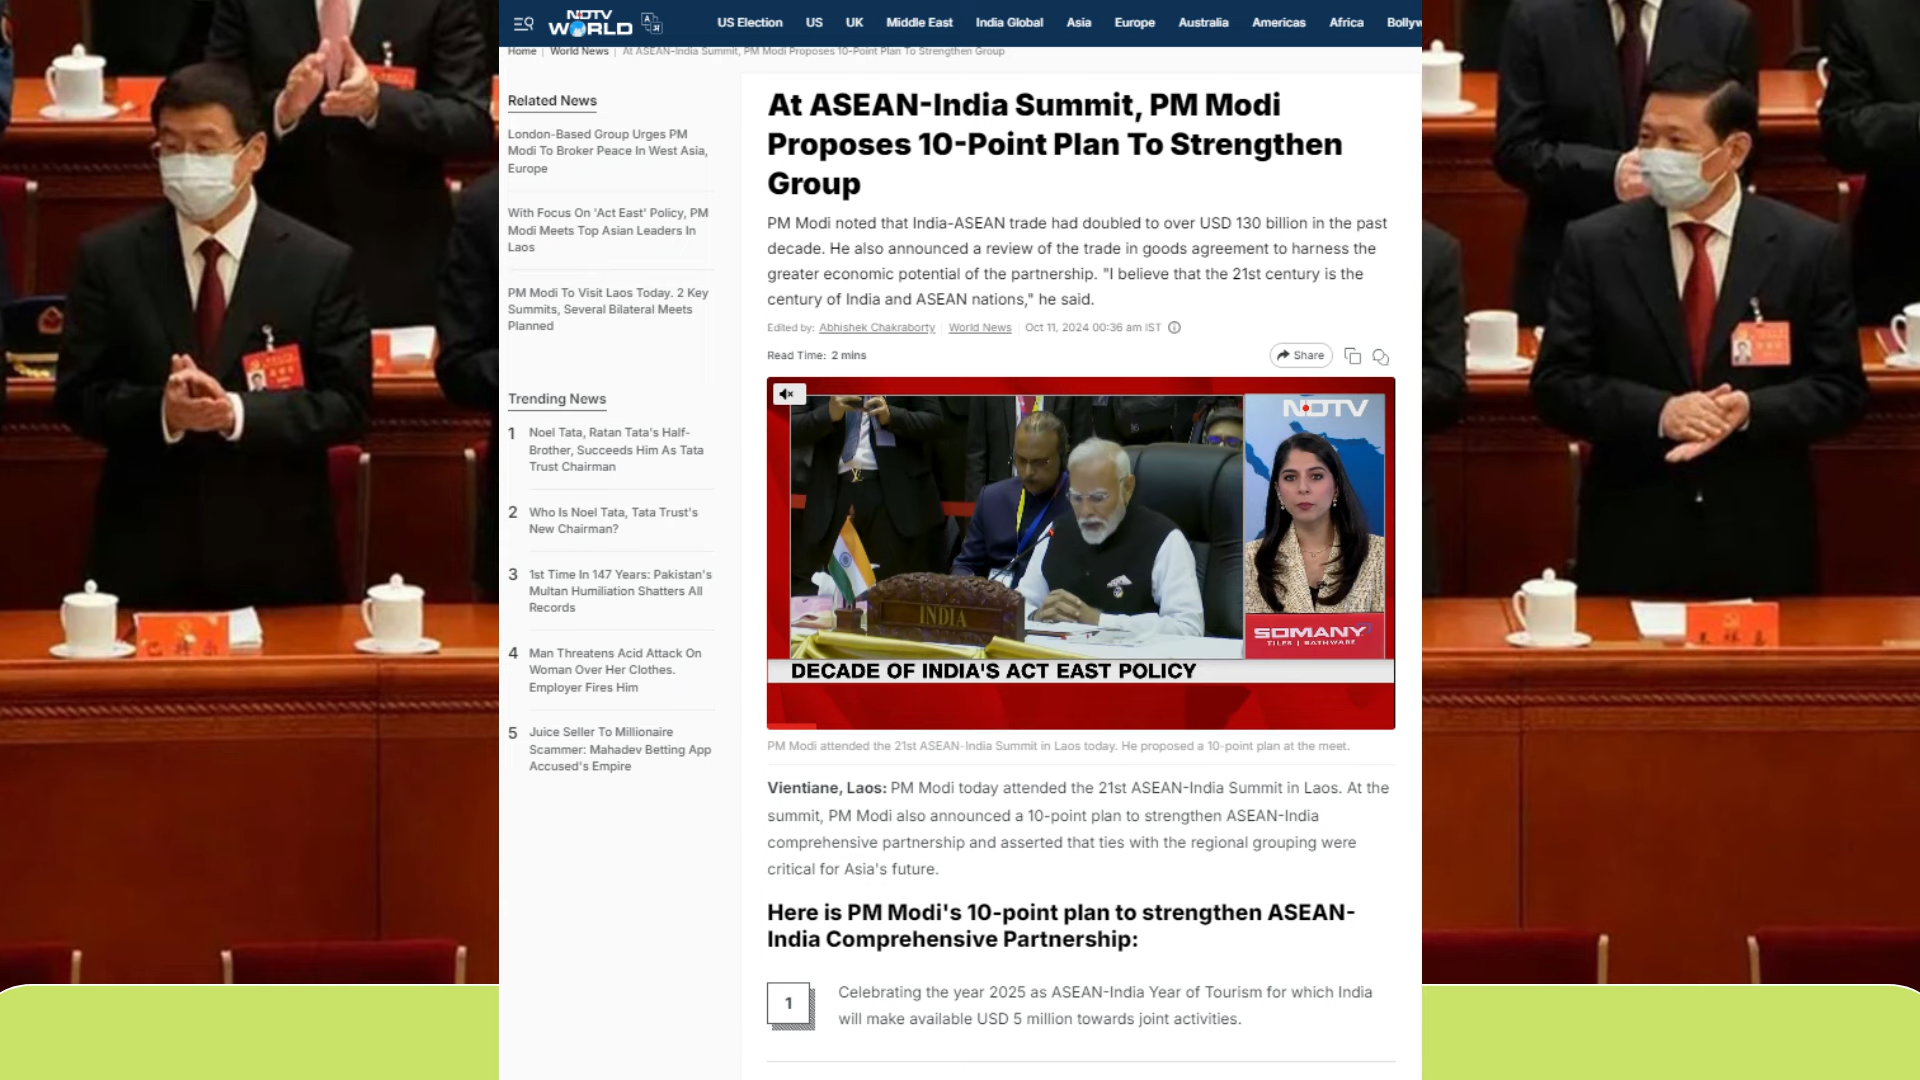 NDTV
WORLD
US Election
US
UK
Middle East
India Global
Asia
Europe
Australia
Americas
Africa
Home | World News | At ASEAN-India Summit, PM Modi Proposes 10-Point Plan To Strengthen Group
Related News
London-Based Group Urges PM
Modi To Broker Peace In West Asia,
Europe
With Focus On 'Act East' Policy, PM
Modi Meets Top Asian Leaders In
Laos
PM Modi To Visit Laos Today. 2 Key
Summits, Several Bilateral Meets
Planned
Trending News
1 Noel Tata, Ratan Tata's Half-
Brother, Succeeds Him As Tata
Trust Chairman
2 Who Is Noel Tata, Tata Trust's
New Chairman?
3 1st Time In 147 Years: Pakistan's
Multan Humiliation Shatters All
Records
4 Man Threatens Acid Attack On
Woman Over Her Clothes.
Employer Fires Him
5 Juice Seller To Millionaire
Scammer: Mahadev Betting App
Accused's Empire
At ASEAN-India Summit, PM Modi
Proposes 10-Point Plan To Strengthen
Group
PM Modi noted that India-ASEAN trade had doubled to over USD 130 billion in the past
decade. He also announced a review of the trade in goods agreement to harness the
greater economic potential of the partnership. "I believe that the 21st century is the
century of India and ASEAN nations," he said.
Edited by: Abhishek Chakraborty | World News | Oct 11, 2024 00:36 am IST
Read Time: 2 mins
Share
NDTV
INDIA
SOMANY
TILES | BATHWARE
DECADE OF INDIA'S ACT EAST POLICY
PM Modi attended the 21st ASEAN-India Summit in Laos today. He proposed a 10-point plan at the meet.
Vientiane, Laos: PM Modi today attended the 21st ASEAN-India Summit in Laos. At the
summit, PM Modi also announced a 10-point plan to strengthen ASEAN-India
comprehensive partnership and asserted that ties with the regional grouping were
critical for Asia's future.
Here is PM Modi's 10-point plan to strengthen ASEAN-
India Comprehensive Partnership:
1 Celebrating the year 2025 as ASEAN-India Year of Tourism for which India
will make available USD 5 million towards joint activities.